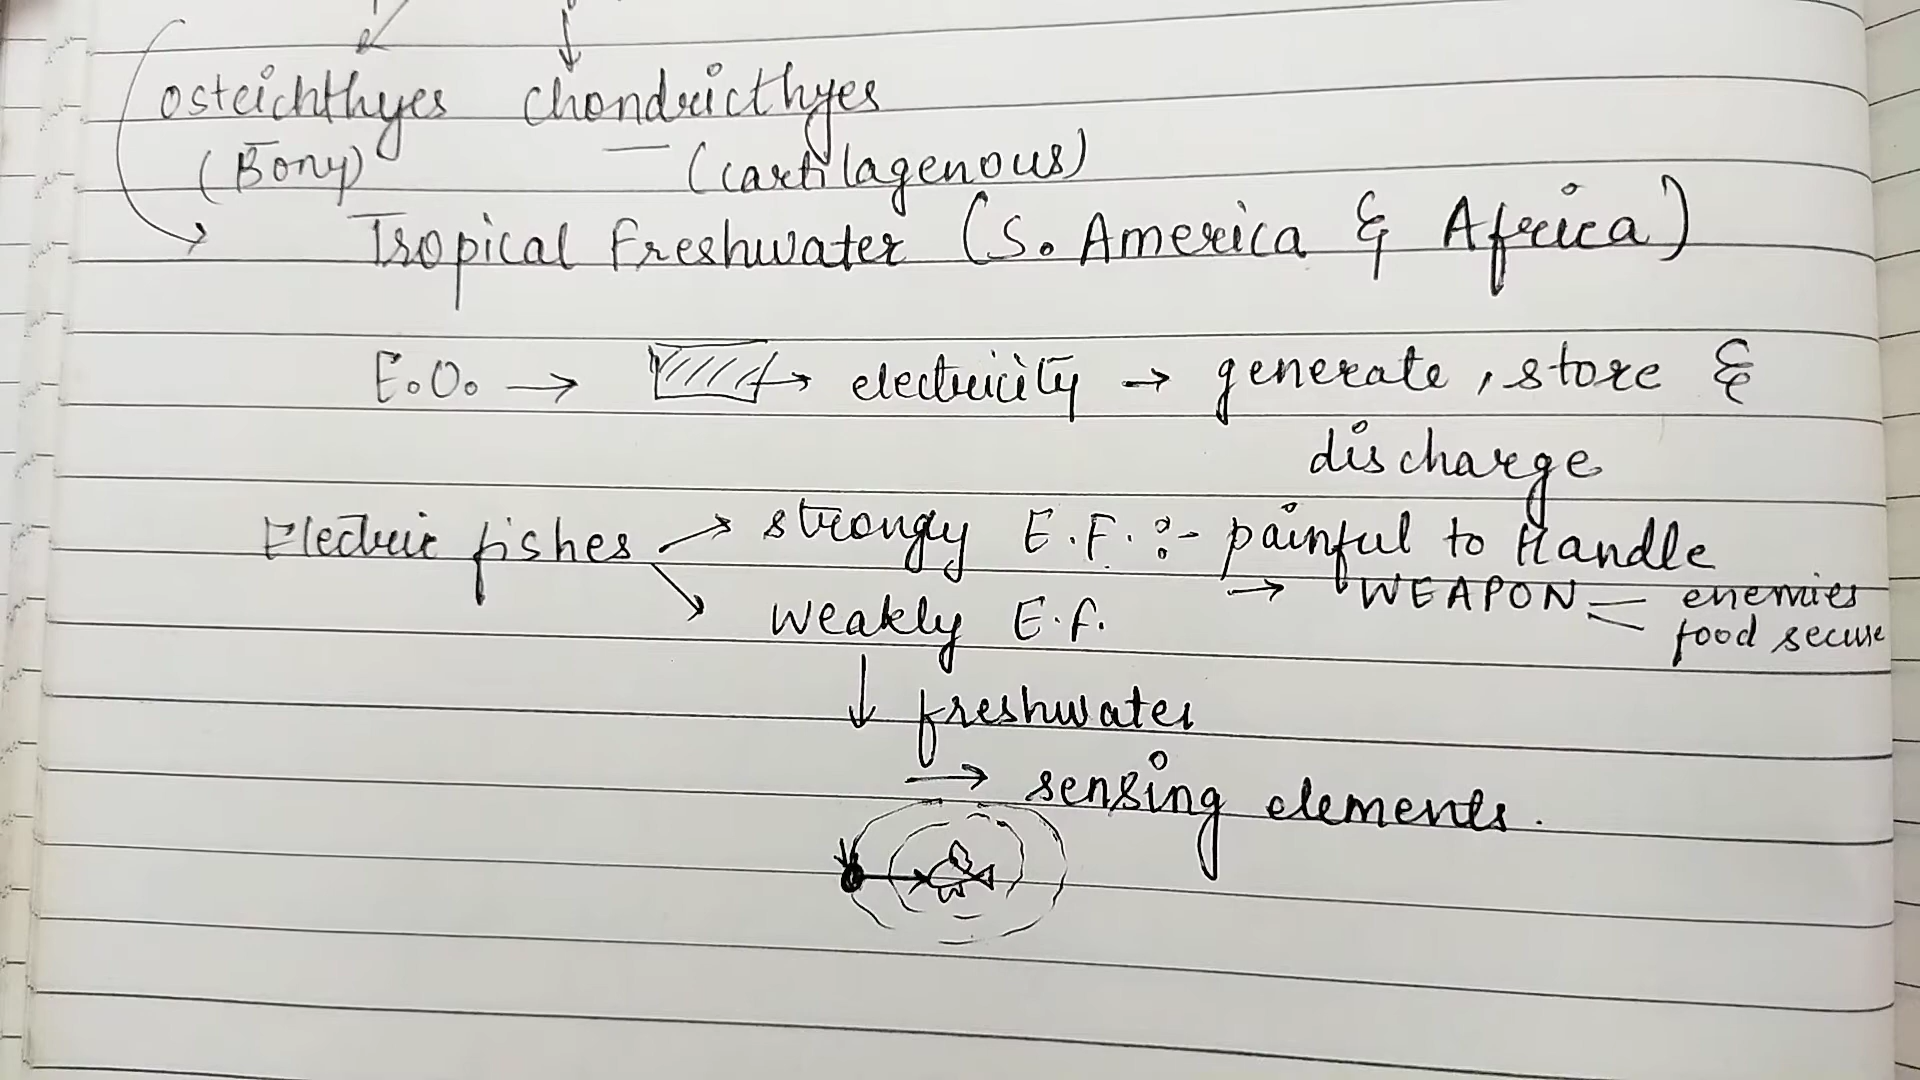 osteichthyes chondricthyes
(Bony) — (cartilagenous)
→ Tropical Freshwater (S. America & Africa)
E.O. → → electricity → generate, store &
discharge
Electric fishes → strongly E.F. :- painful to Handle
→ WEAPON = enemies
food secure
→ weakly E.F.
↓ freshwater
→ sensing elements.